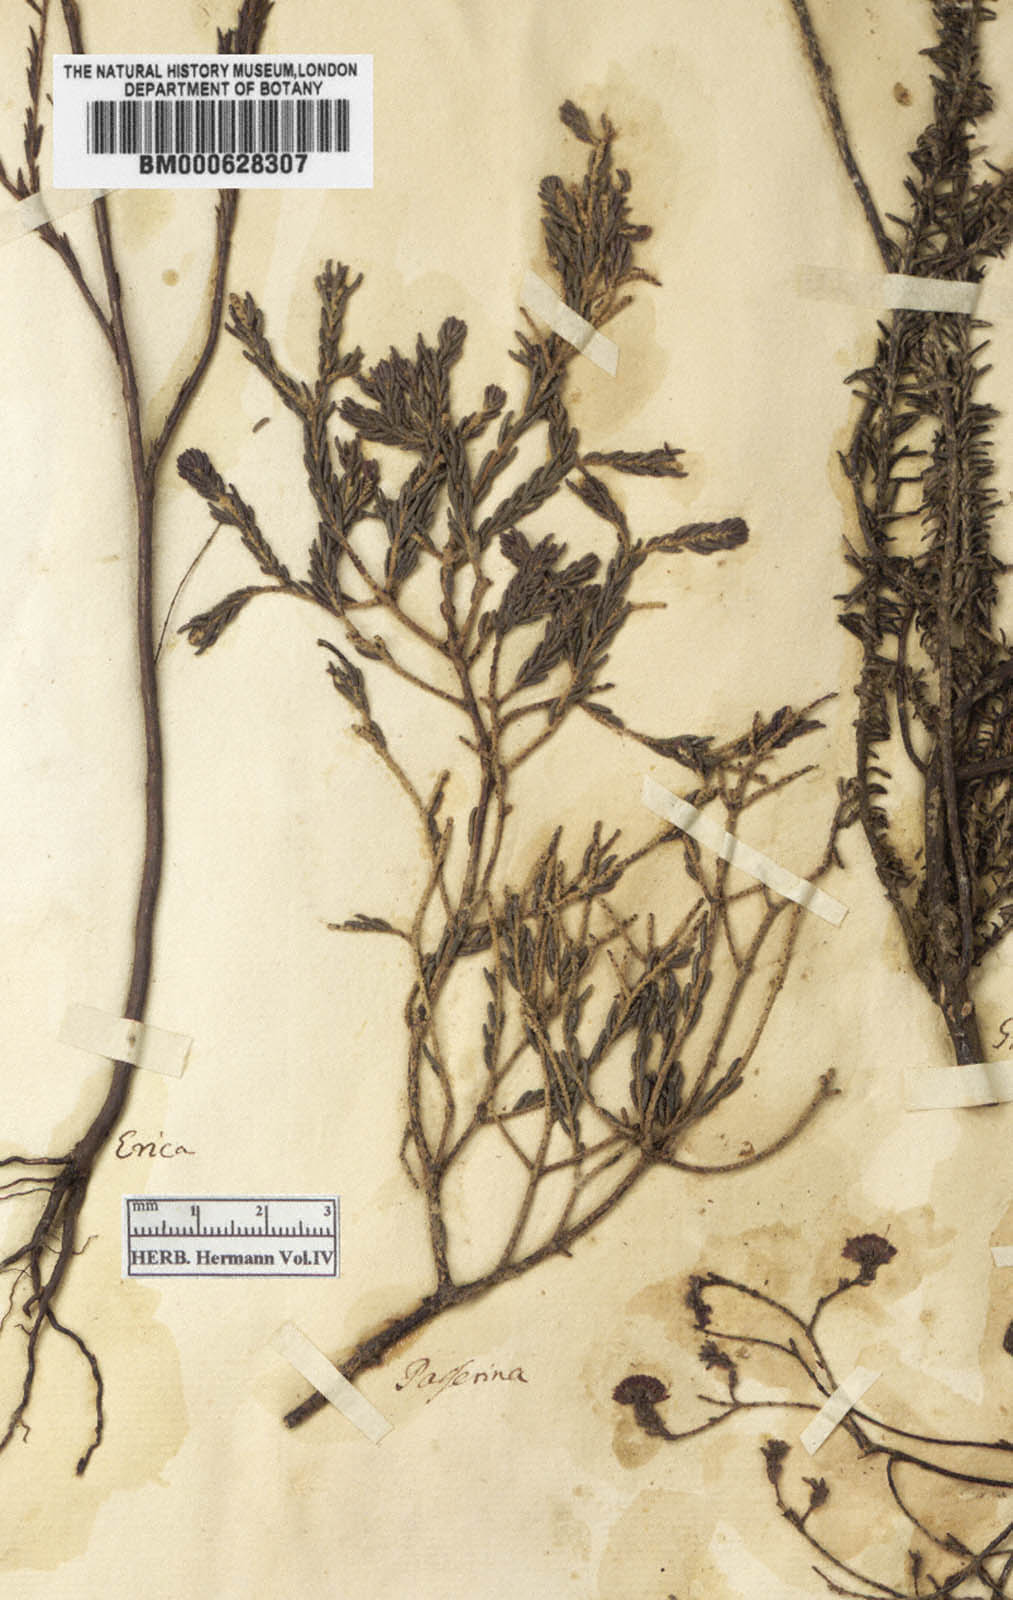 THE NATURAL HISTORY MUSEUM,LONDON
DEPARTMENT OF BOTANY
BM000628307
Erica
mm 1 2 3
HERB. Hermann Vol.IV
Paſserina